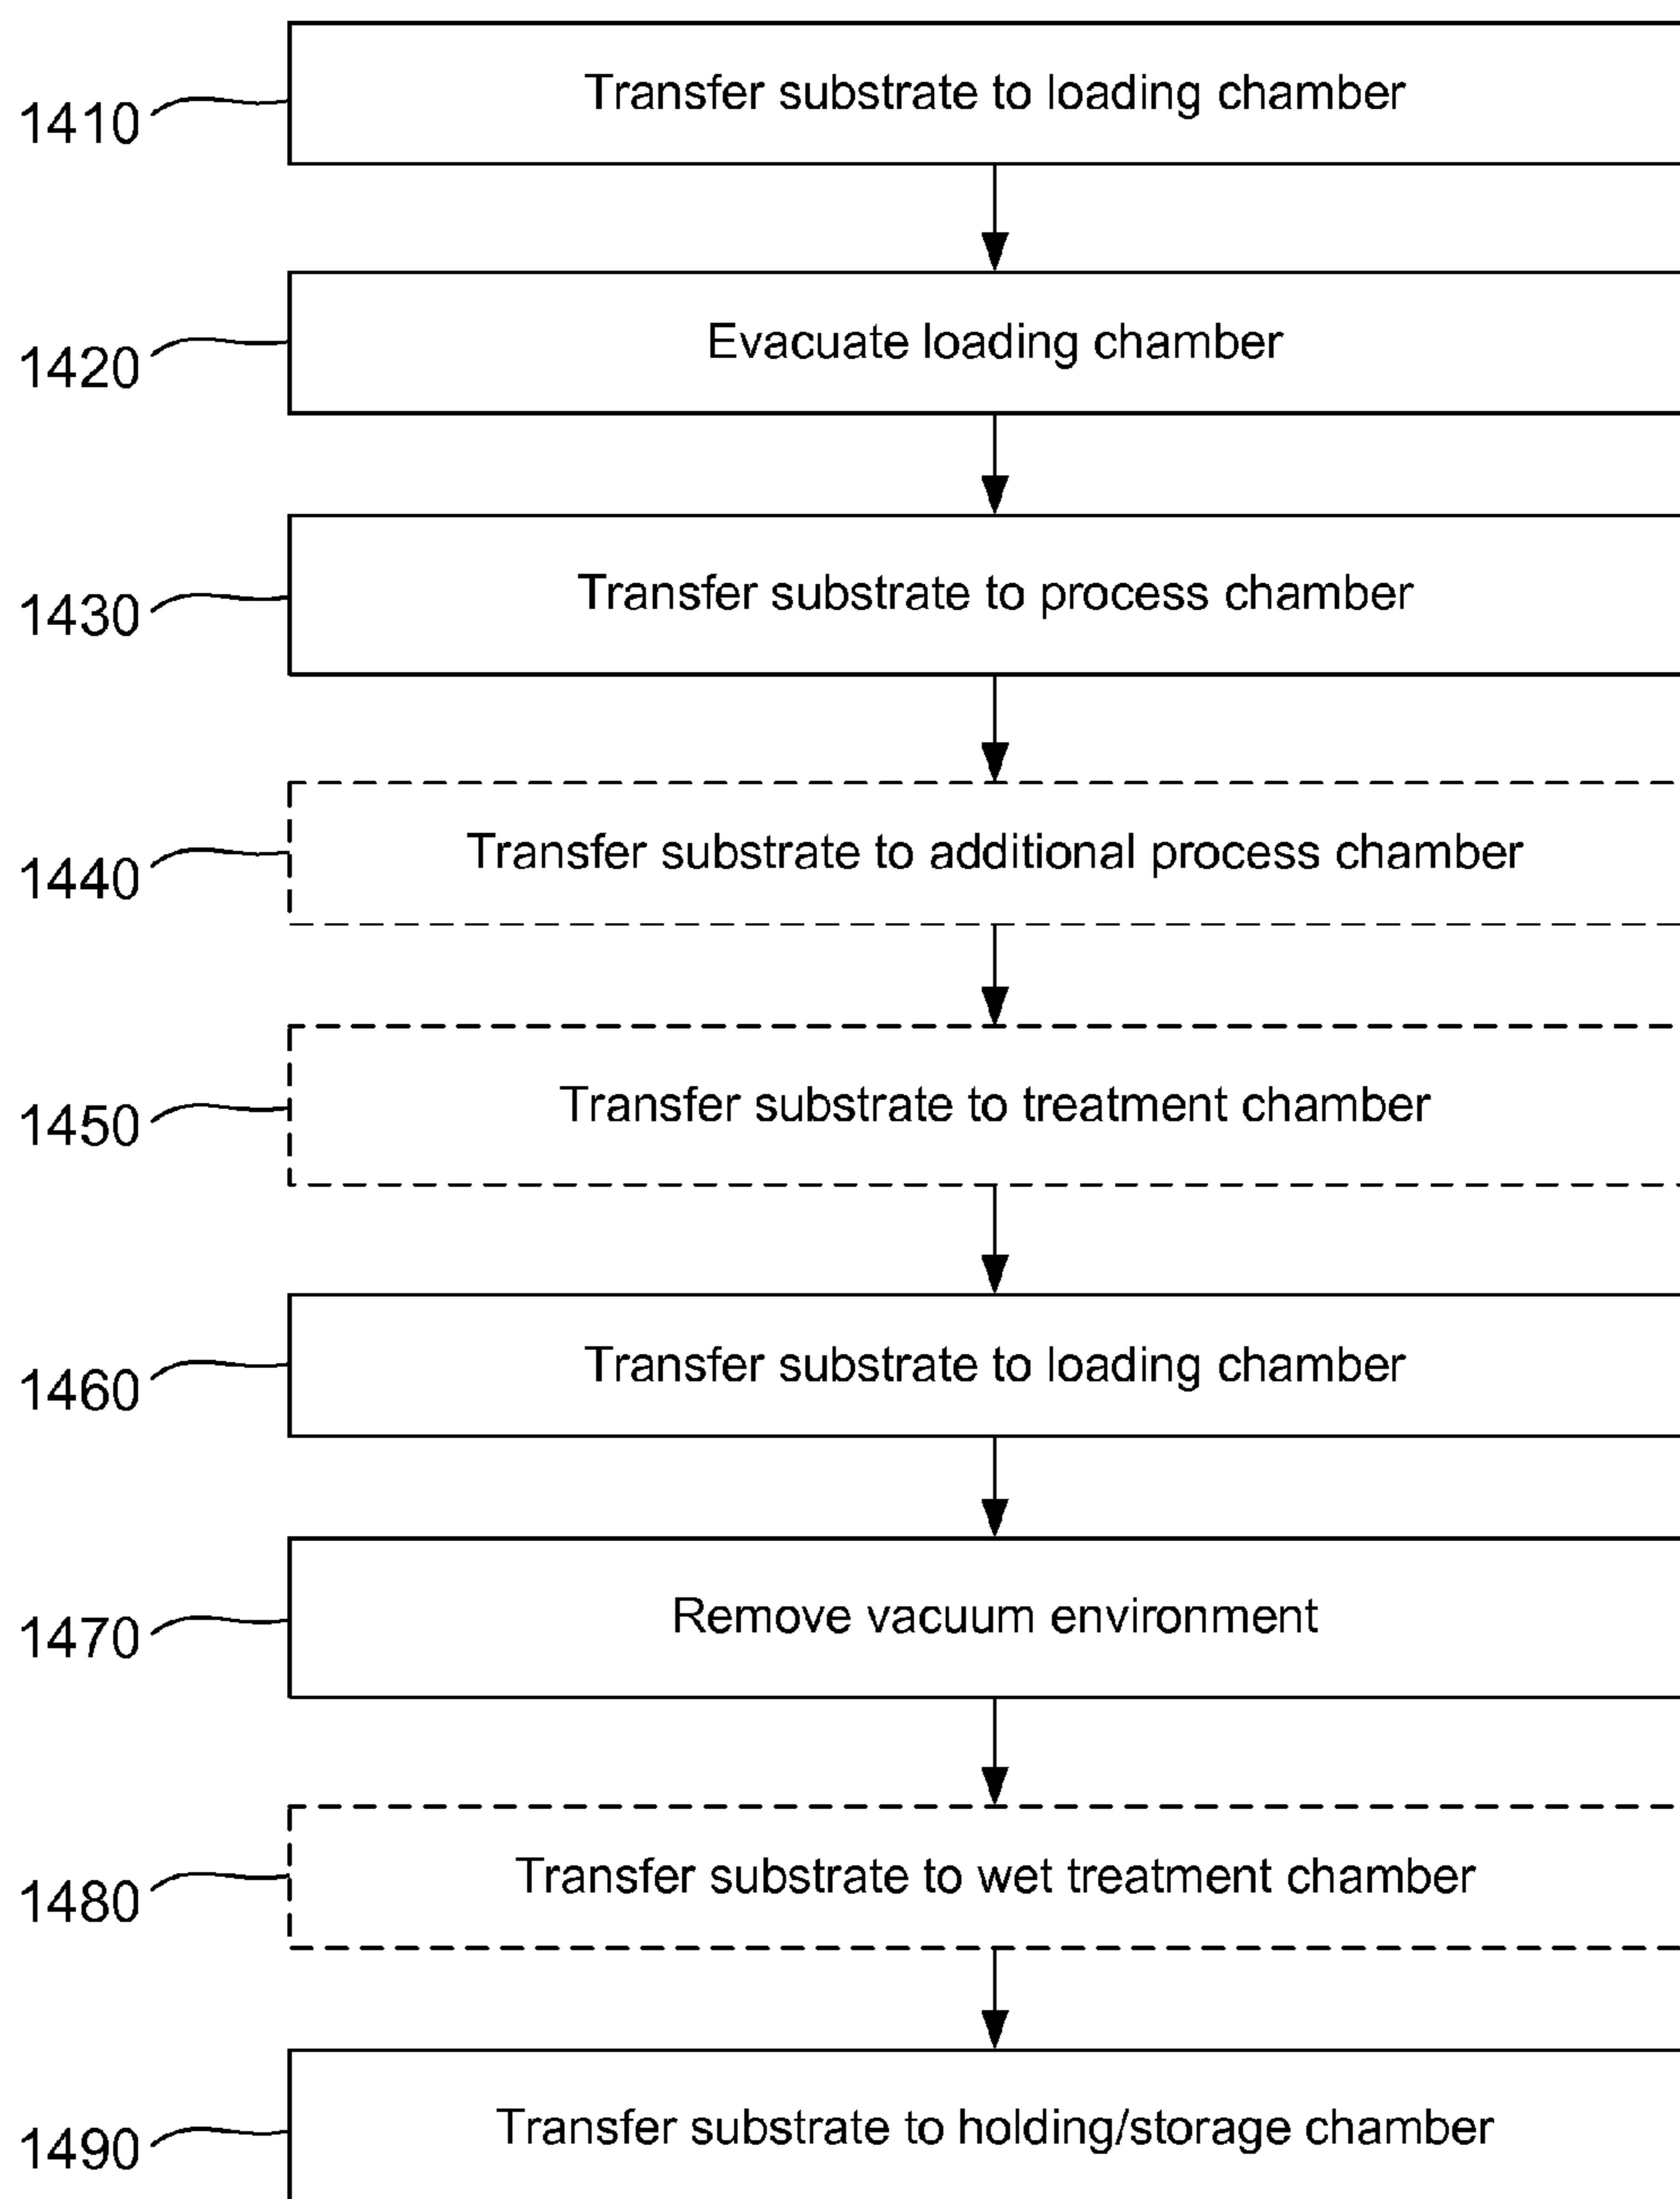 1410 Transfer substrate to loading chamber
1420 Evacuate loading chamber
1430 Transfer substrate to process chamber
1440 Transfer substrate to additional process chamber
1450 Transfer substrate to treatment chamber
1460 Transfer substrate to loading chamber
1470 Remove vacuum environment
1480 Transfer substrate to wet treatment chamber
1490 Transfer substrate to holding/storage chamber